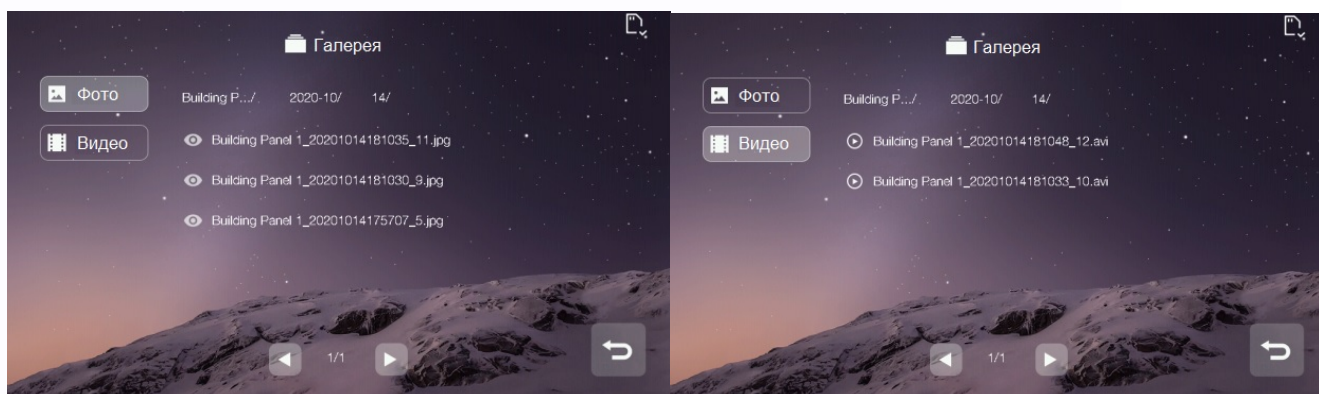 Галерея
Фото
Building P.../ 2020-10/ 14/
Видео
Building Panel 1_20201014181035_11.jpg
Building Panel 1_20201014181030_9.jpg
Building Panel 1_20201014175707_5.jpg
1/1
Галерея
Фото
Building P.../ 2020-10/ 14/
Видео
Building Panel 1_20201014181048_12.avi
Building Panel 1_20201014181033_10.avi
1/1